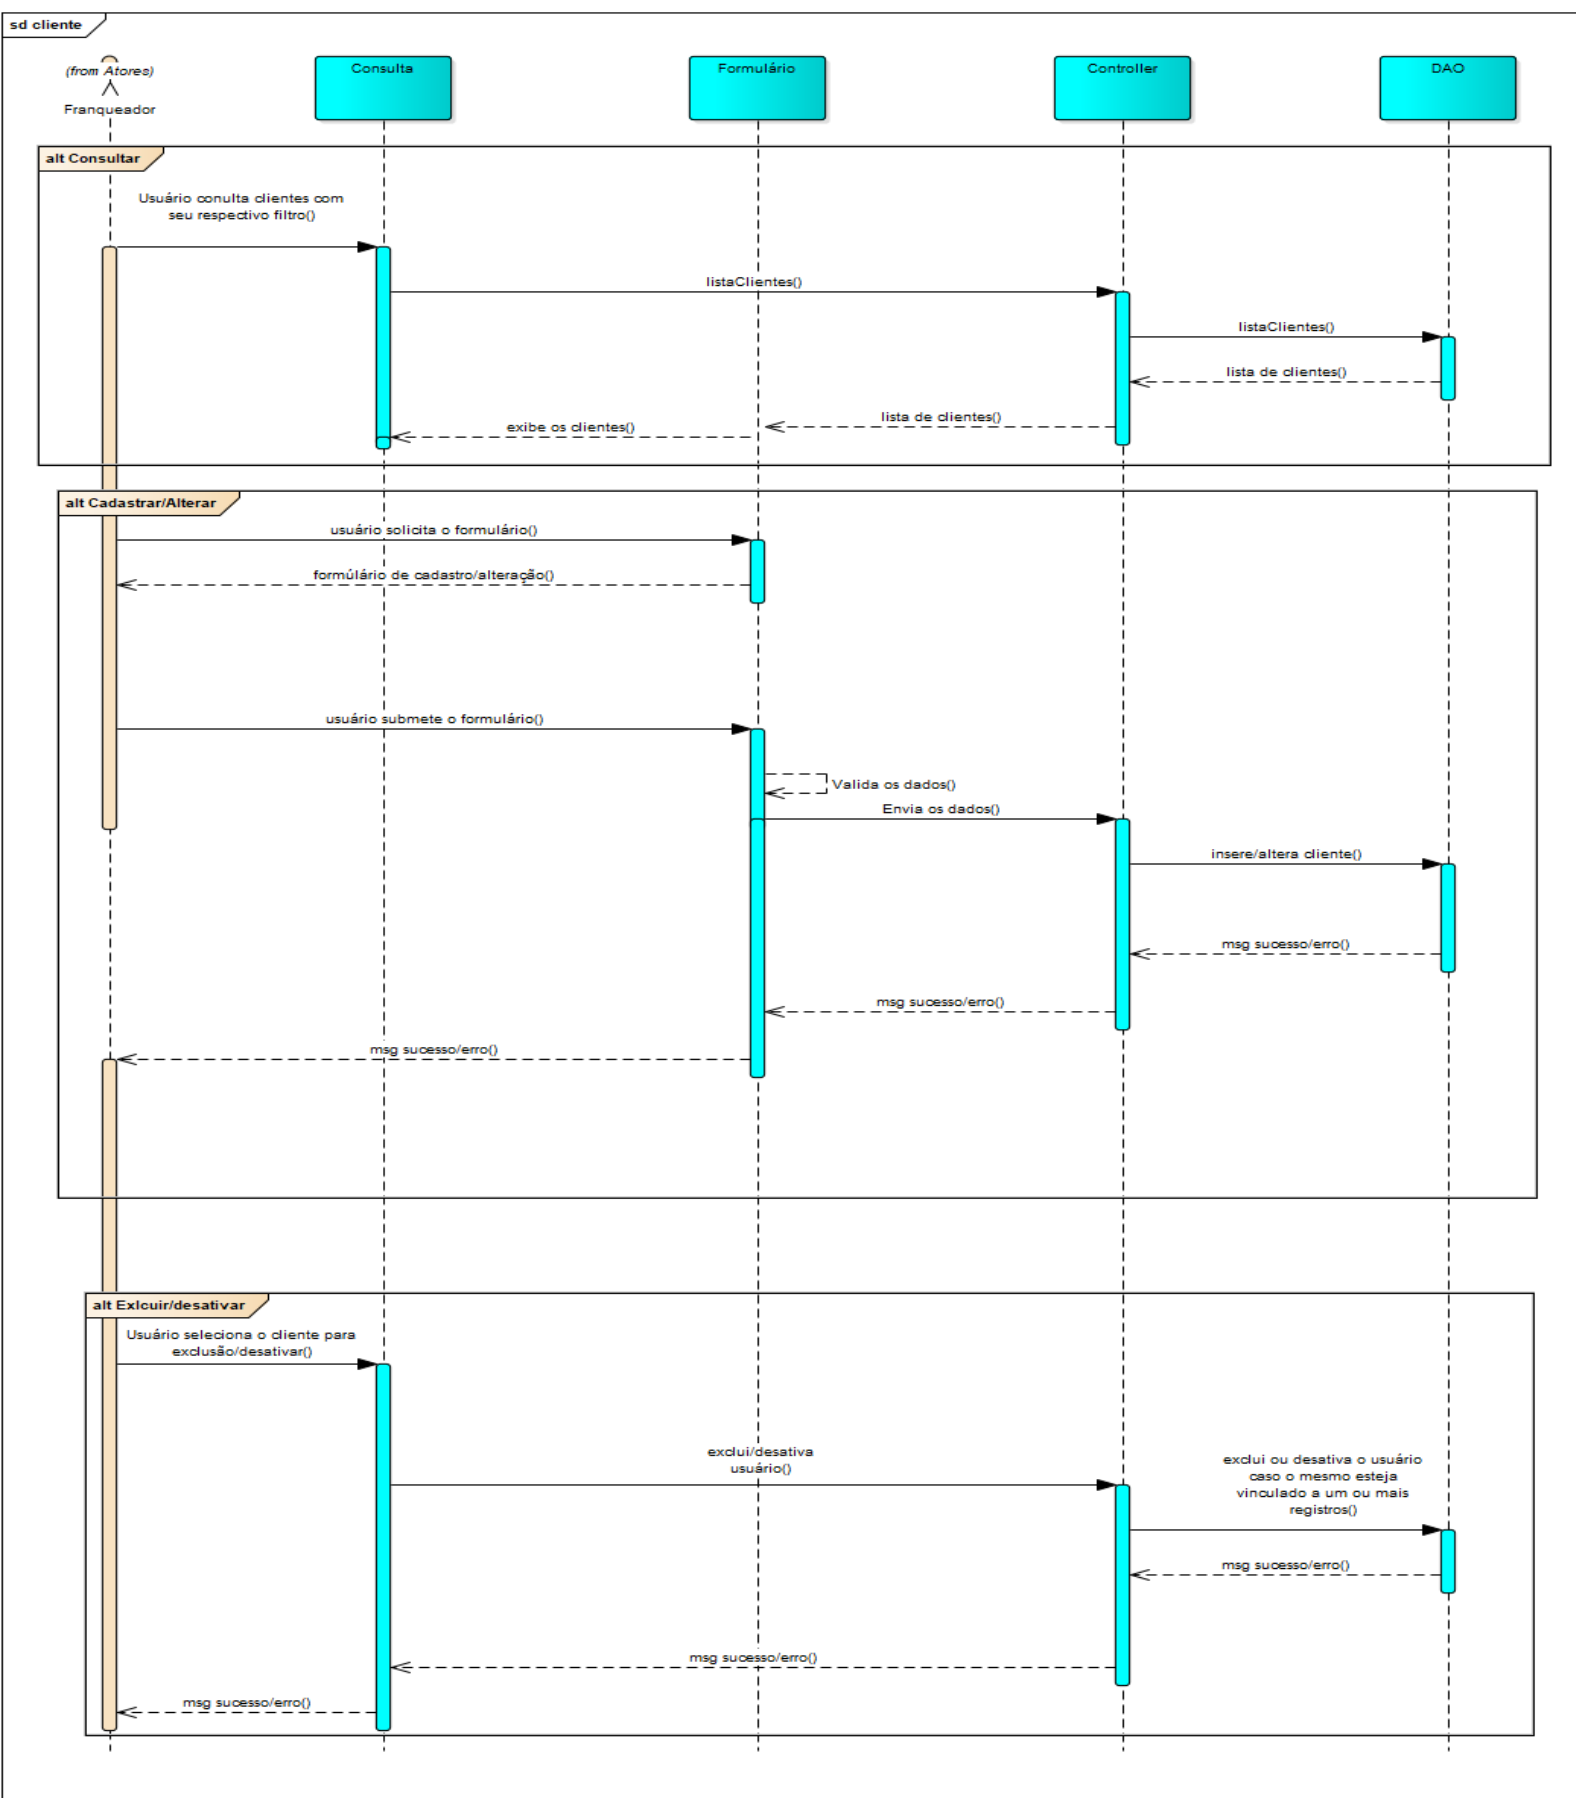 sd cliente
(from Atores)
Franqueador
Consulta
Formulário
Controller
DAO
alt Consultar
Usuário conulta clientes com
seu respectivo filtro()
listaClientes()
listaClientes()
lista de clientes()
lista de clientes()
exibe os clientes()
alt Cadastrar/Alterar
usuário solicita o formulário()
formúlário de cadastro/alteração()
usuário submete o formulário()
Valida os dados()
Envia os dados()
insere/altera cliente()
msg sucesso/erro()
msg sucesso/erro()
msg sucesso/erro()
alt Exlcuir/desativar
Usuário seleciona o cliente para
exclusão/desativar()
exclui/desativa
usuário()
exclui ou desativa o usuário
caso o mesmo esteja
vinculado a um ou mais
registros()
msg sucesso/erro()
msg sucesso/erro()
msg sucesso/erro()